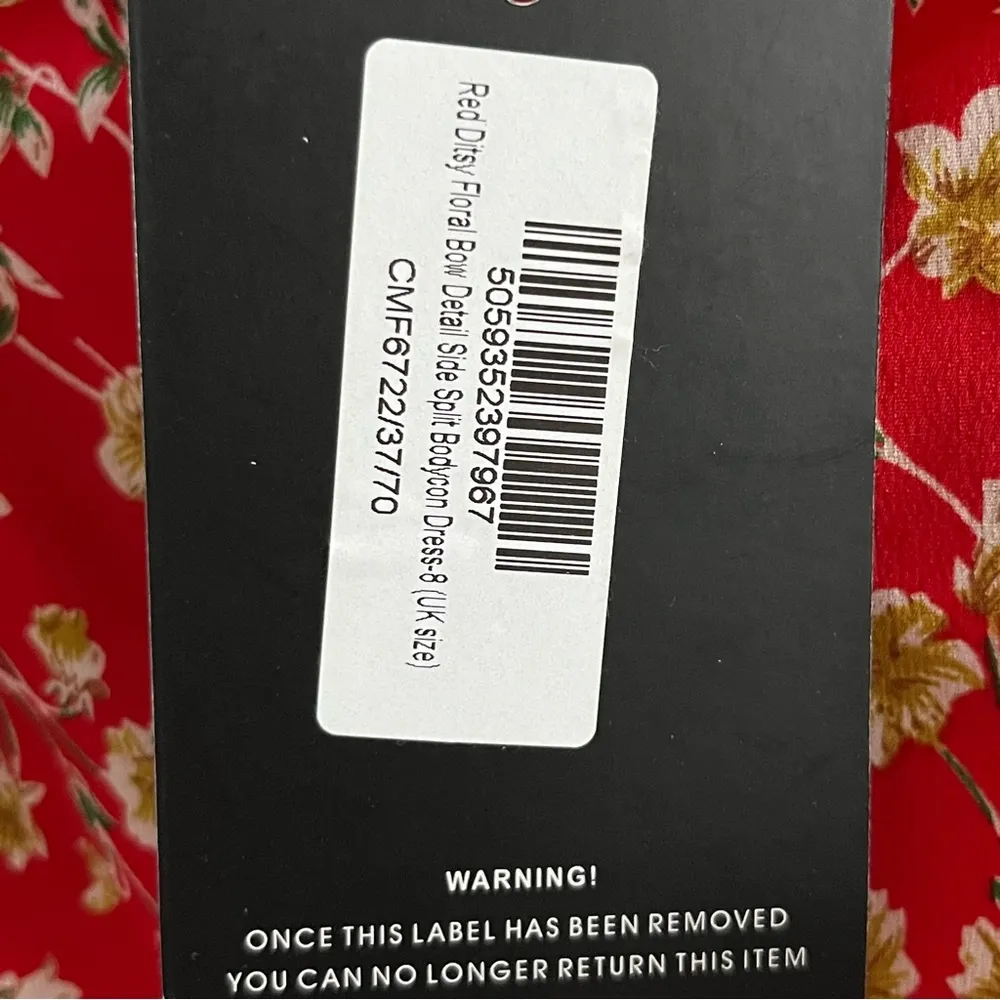 5059352397967
Red Ditsy Floral Bow Detail Side Split Bodycon Dress-8 (UK size)
CMF6722/37/70
WARNING!
ONCE THIS LABEL HAS BEEN REMOVED
YOU CAN NO LONGER RETURN THIS ITEM